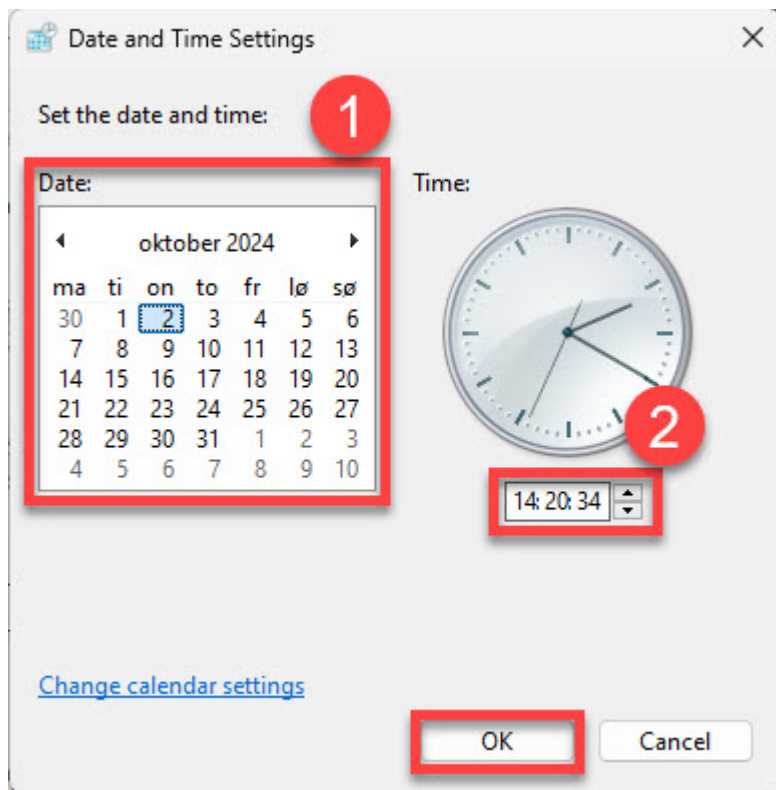 Date and Time Settings
Set the date and time:
1
Date:
oktober 2024
ma ti on to fr lø sø
30 1 2 3 4 5 6
7 8 9 10 11 12 13
14 15 16 17 18 19 20
21 22 23 24 25 26 27
28 29 30 31 1 2 3
4 5 6 7 8 9 10
Time:
2
14:20:34
Change calendar settings
OK
Cancel